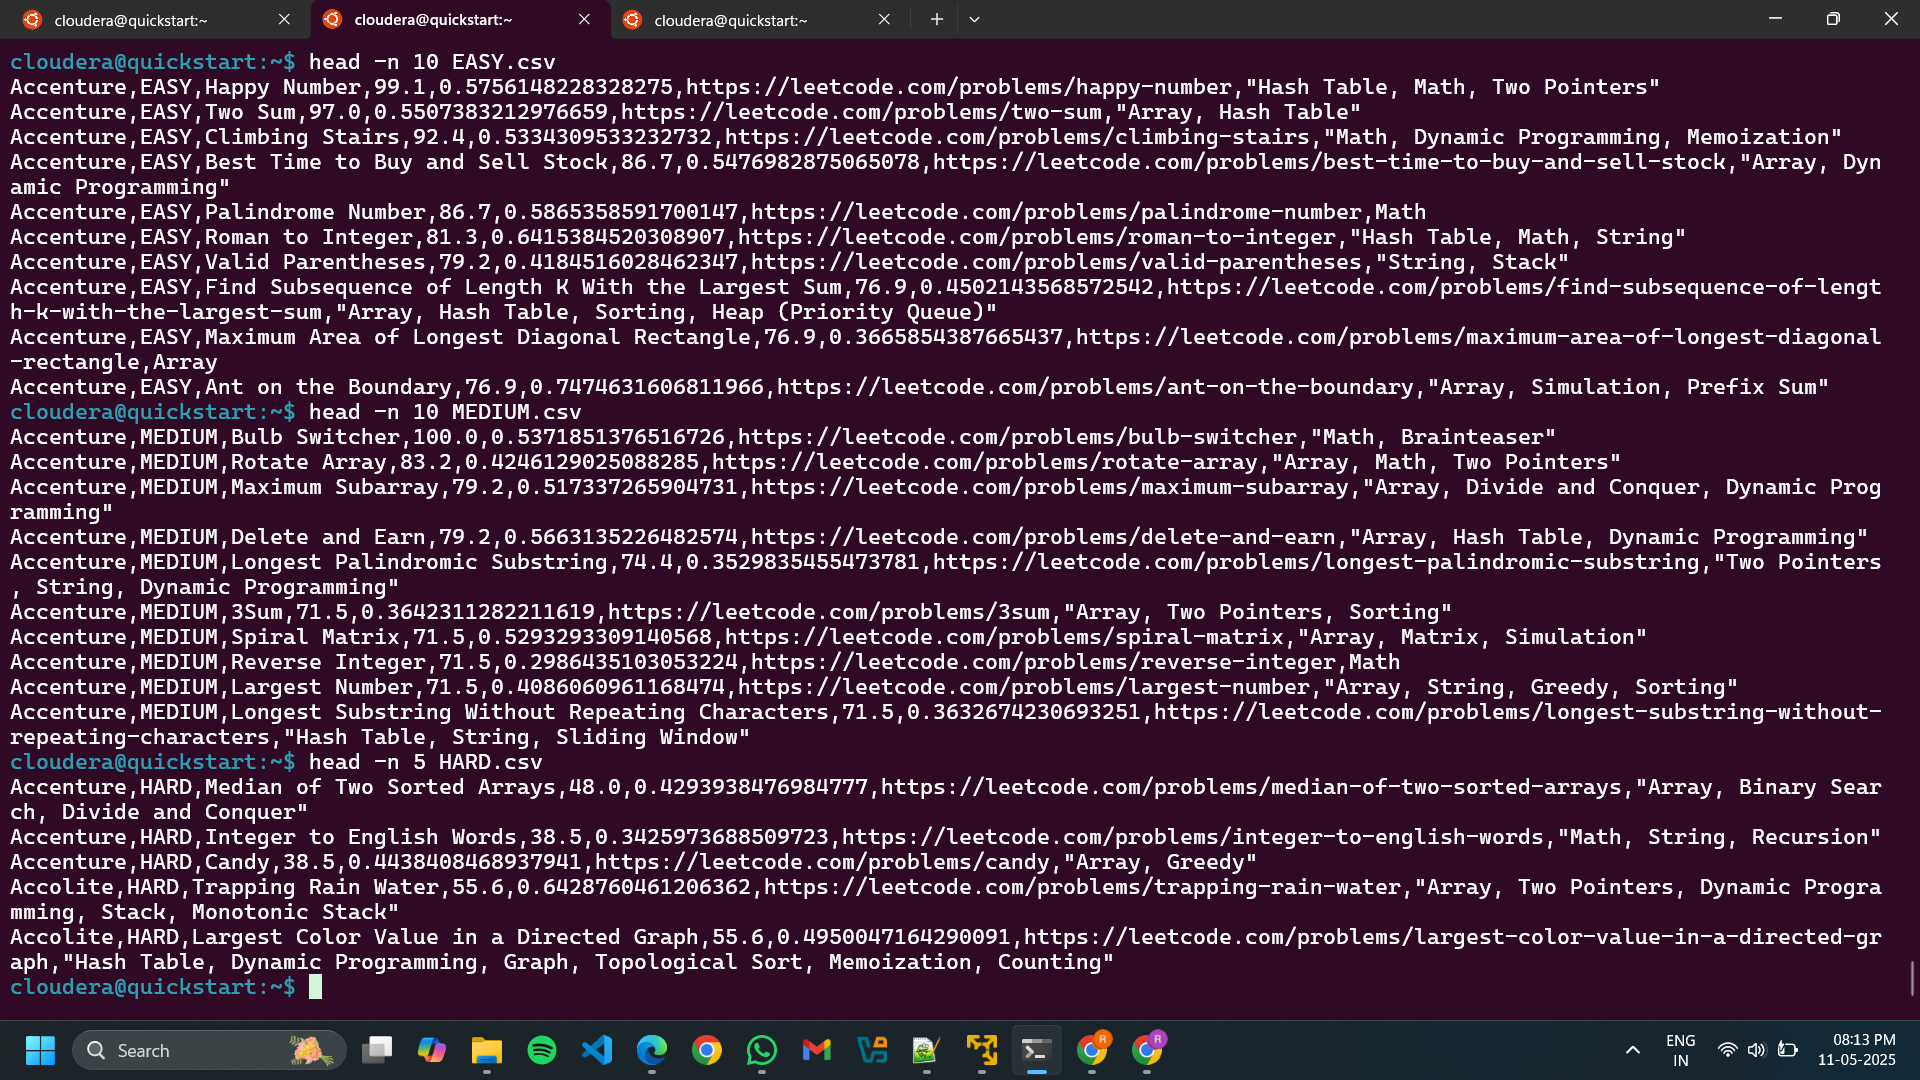 cloudera@quickstart:~
cloudera@quickstart:~
cloudera@quickstart:~
cloudera@quickstart:~$ head -n 10 EASY.csv
Accenture,EASY,Happy Number,99.1,0.5756148228328275,https://leetcode.com/problems/happy-number,"Hash Table, Math, Two Pointers"
Accenture,EASY,Two Sum,97.0,0.5507383212976659,https://leetcode.com/problems/two-sum,"Array, Hash Table"
Accenture,EASY,Climbing Stairs,92.4,0.5334309533232732,https://leetcode.com/problems/climbing-stairs,"Math, Dynamic Programming, Memoization"
Accenture,EASY,Best Time to Buy and Sell Stock,86.7,0.5476982875065078,https://leetcode.com/problems/best-time-to-buy-and-sell-stock,"Array, Dyn
amic Programming"
Accenture,EASY,Palindrome Number,86.7,0.5865358591700147,https://leetcode.com/problems/palindrome-number,Math
Accenture,EASY,Roman to Integer,81.3,0.6415384520308907,https://leetcode.com/problems/roman-to-integer,"Hash Table, Math, String"
Accenture,EASY,Valid Parentheses,79.2,0.4184516028462347,https://leetcode.com/problems/valid-parentheses,"String, Stack"
Accenture,EASY,Find Subsequence of Length K With the Largest Sum,76.9,0.4502143568572542,https://leetcode.com/problems/find-subsequence-of-lengt
h-k-with-the-largest-sum,"Array, Hash Table, Sorting, Heap (Priority Queue)"
Accenture,EASY,Maximum Area of Longest Diagonal Rectangle,76.9,0.3665854387665437,https://leetcode.com/problems/maximum-area-of-longest-diagonal
-rectangle,Array
Accenture,EASY,Ant on the Boundary,76.9,0.7474631606811966,https://leetcode.com/problems/ant-on-the-boundary,"Array, Simulation, Prefix Sum"
cloudera@quickstart:~$ head -n 10 MEDIUM.csv
Accenture,MEDIUM,Bulb Switcher,100.0,0.5371851376516726,https://leetcode.com/problems/bulb-switcher,"Math, Brainteaser"
Accenture,MEDIUM,Rotate Array,83.2,0.4246129025088285,https://leetcode.com/problems/rotate-array,"Array, Math, Two Pointers"
Accenture,MEDIUM,Maximum Subarray,79.2,0.517337265904731,https://leetcode.com/problems/maximum-subarray,"Array, Divide and Conquer, Dynamic Prog
ramming"
Accenture,MEDIUM,Delete and Earn,79.2,0.5663135226482574,https://leetcode.com/problems/delete-and-earn,"Array, Hash Table, Dynamic Programming"
Accenture,MEDIUM,Longest Palindromic Substring,74.4,0.3529835455473781,https://leetcode.com/problems/longest-palindromic-substring,"Two Pointers
, String, Dynamic Programming"
Accenture,MEDIUM,3Sum,71.5,0.3642311282211619,https://leetcode.com/problems/3sum,"Array, Two Pointers, Sorting"
Accenture,MEDIUM,Spiral Matrix,71.5,0.5293293309140568,https://leetcode.com/problems/spiral-matrix,"Array, Matrix, Simulation"
Accenture,MEDIUM,Reverse Integer,71.5,0.2986435103053224,https://leetcode.com/problems/reverse-integer,Math
Accenture,MEDIUM,Largest Number,71.5,0.4086060961168474,https://leetcode.com/problems/largest-number,"Array, String, Greedy, Sorting"
Accenture,MEDIUM,Longest Substring Without Repeating Characters,71.5,0.3632674230693251,https://leetcode.com/problems/longest-substring-without-
repeating-characters,"Hash Table, String, Sliding Window"
cloudera@quickstart:~$ head -n 5 HARD.csv
Accenture,HARD,Median of Two Sorted Arrays,48.0,0.4293938476984777,https://leetcode.com/problems/median-of-two-sorted-arrays,"Array, Binary Sear
ch, Divide and Conquer"
Accenture,HARD,Integer to English Words,38.5,0.3425973688509723,https://leetcode.com/problems/integer-to-english-words,"Math, String, Recursion"
Accenture,HARD,Candy,38.5,0.4438408468937941,https://leetcode.com/problems/candy,"Array, Greedy"
Accolite,HARD,Trapping Rain Water,55.6,0.6428760461206362,https://leetcode.com/problems/trapping-rain-water,"Array, Two Pointers, Dynamic Progra
mming, Stack, Monotonic Stack"
Accolite,HARD,Largest Color Value in a Directed Graph,55.6,0.4950047164290091,https://leetcode.com/problems/largest-color-value-in-a-directed-gr
aph,"Hash Table, Dynamic Programming, Graph, Topological Sort, Memoization, Counting"
cloudera@quickstart:~$
Search
R
R
ENG
IN
08:13 PM
11-05-2025